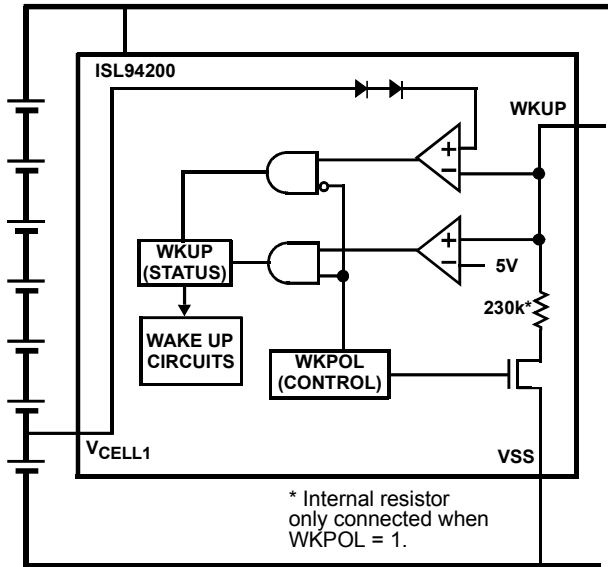 ISL94200
WKUP
+
−
+
−
5V
WKUP
(STATUS)
230k*
WAKE UP
CIRCUITS
WKPOL
(CONTROL)
VCELL1
VSS
* Internal resistor
only connected when
WKPOL = 1.